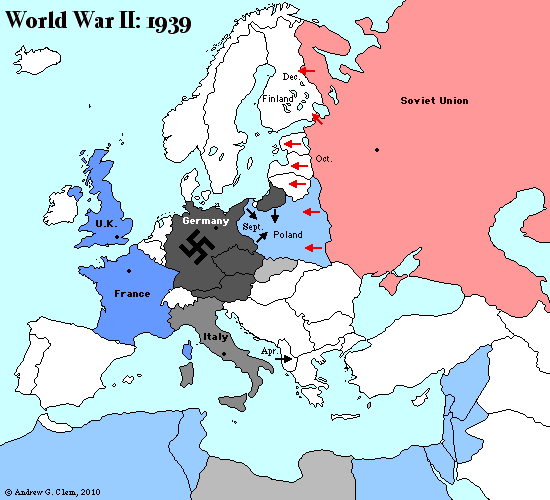 World War II: 1939
Dec.
Finland
Soviet Union
Oct.
U.K.
Germany
Sept.
Poland
France
Italy
Apr.
© Andrew G. Clem, 2010